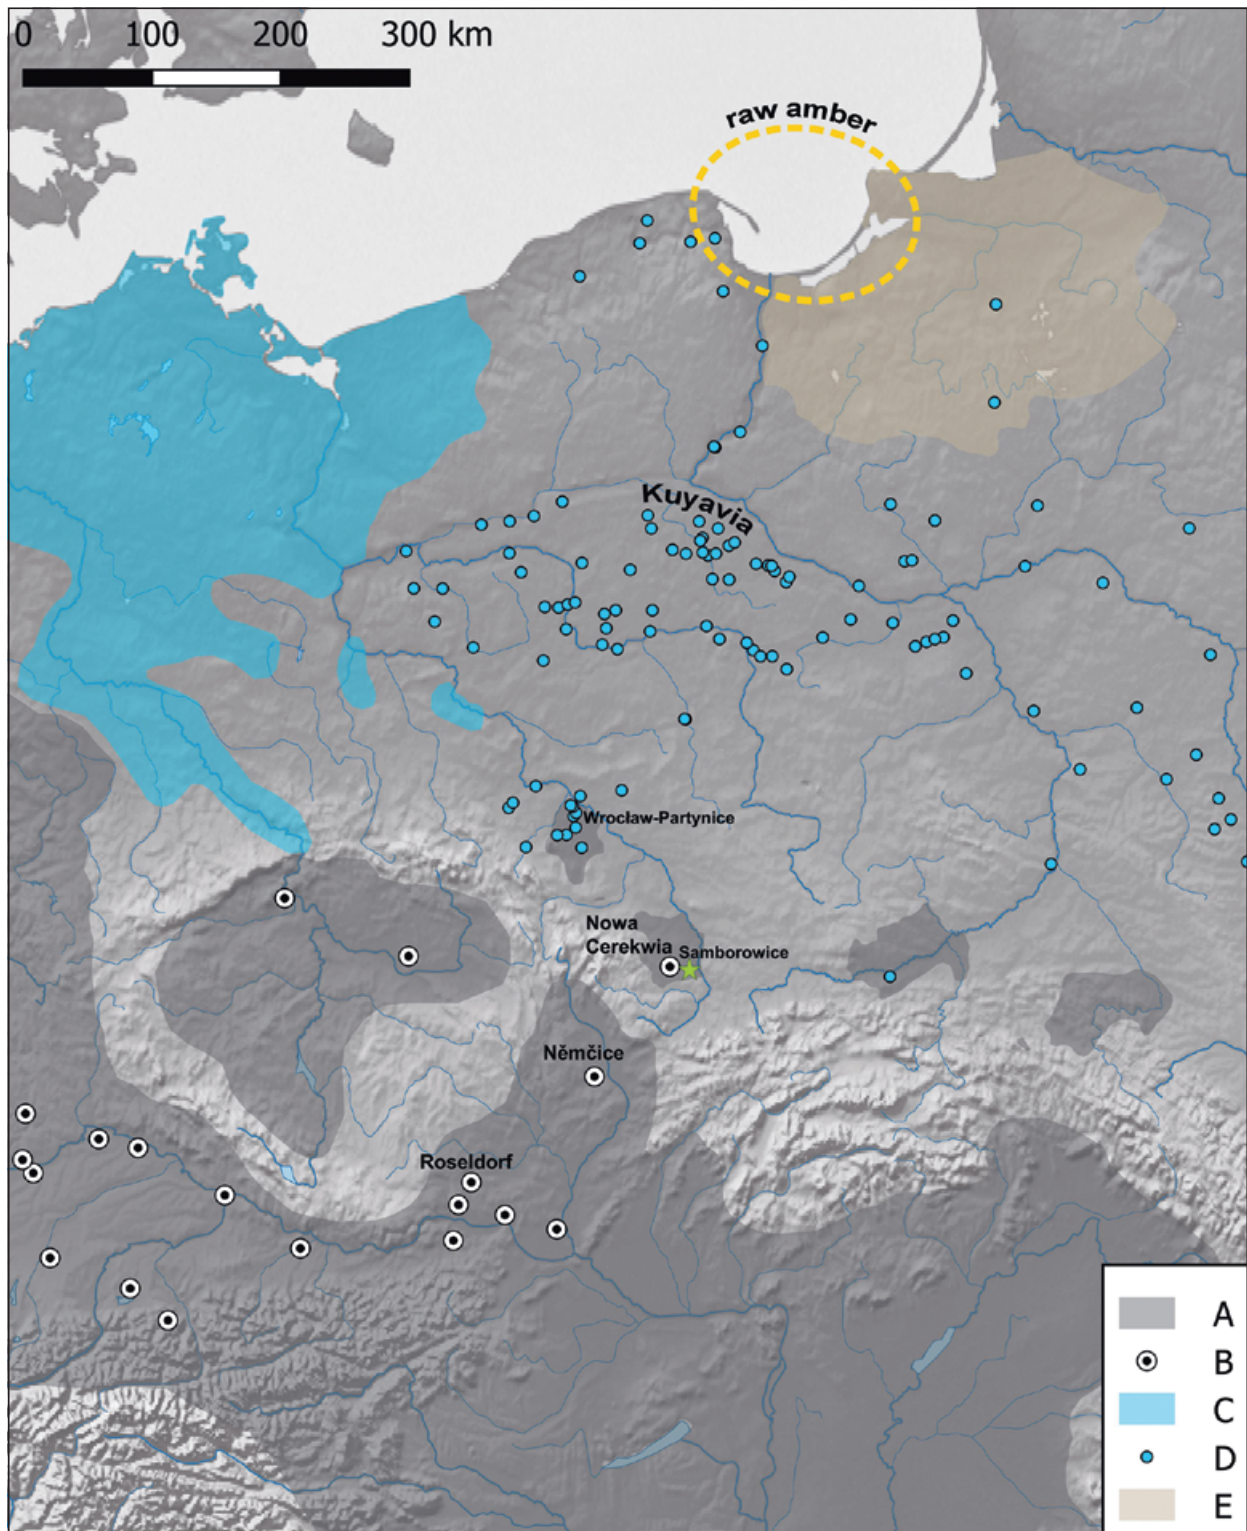 0 100 200 300 km
raw amber
Kuyavia
Wrocław-Partynice
Nowa
Cerekwia
Samborowice
Němčice
Roseldorf
A
B
C
D
E